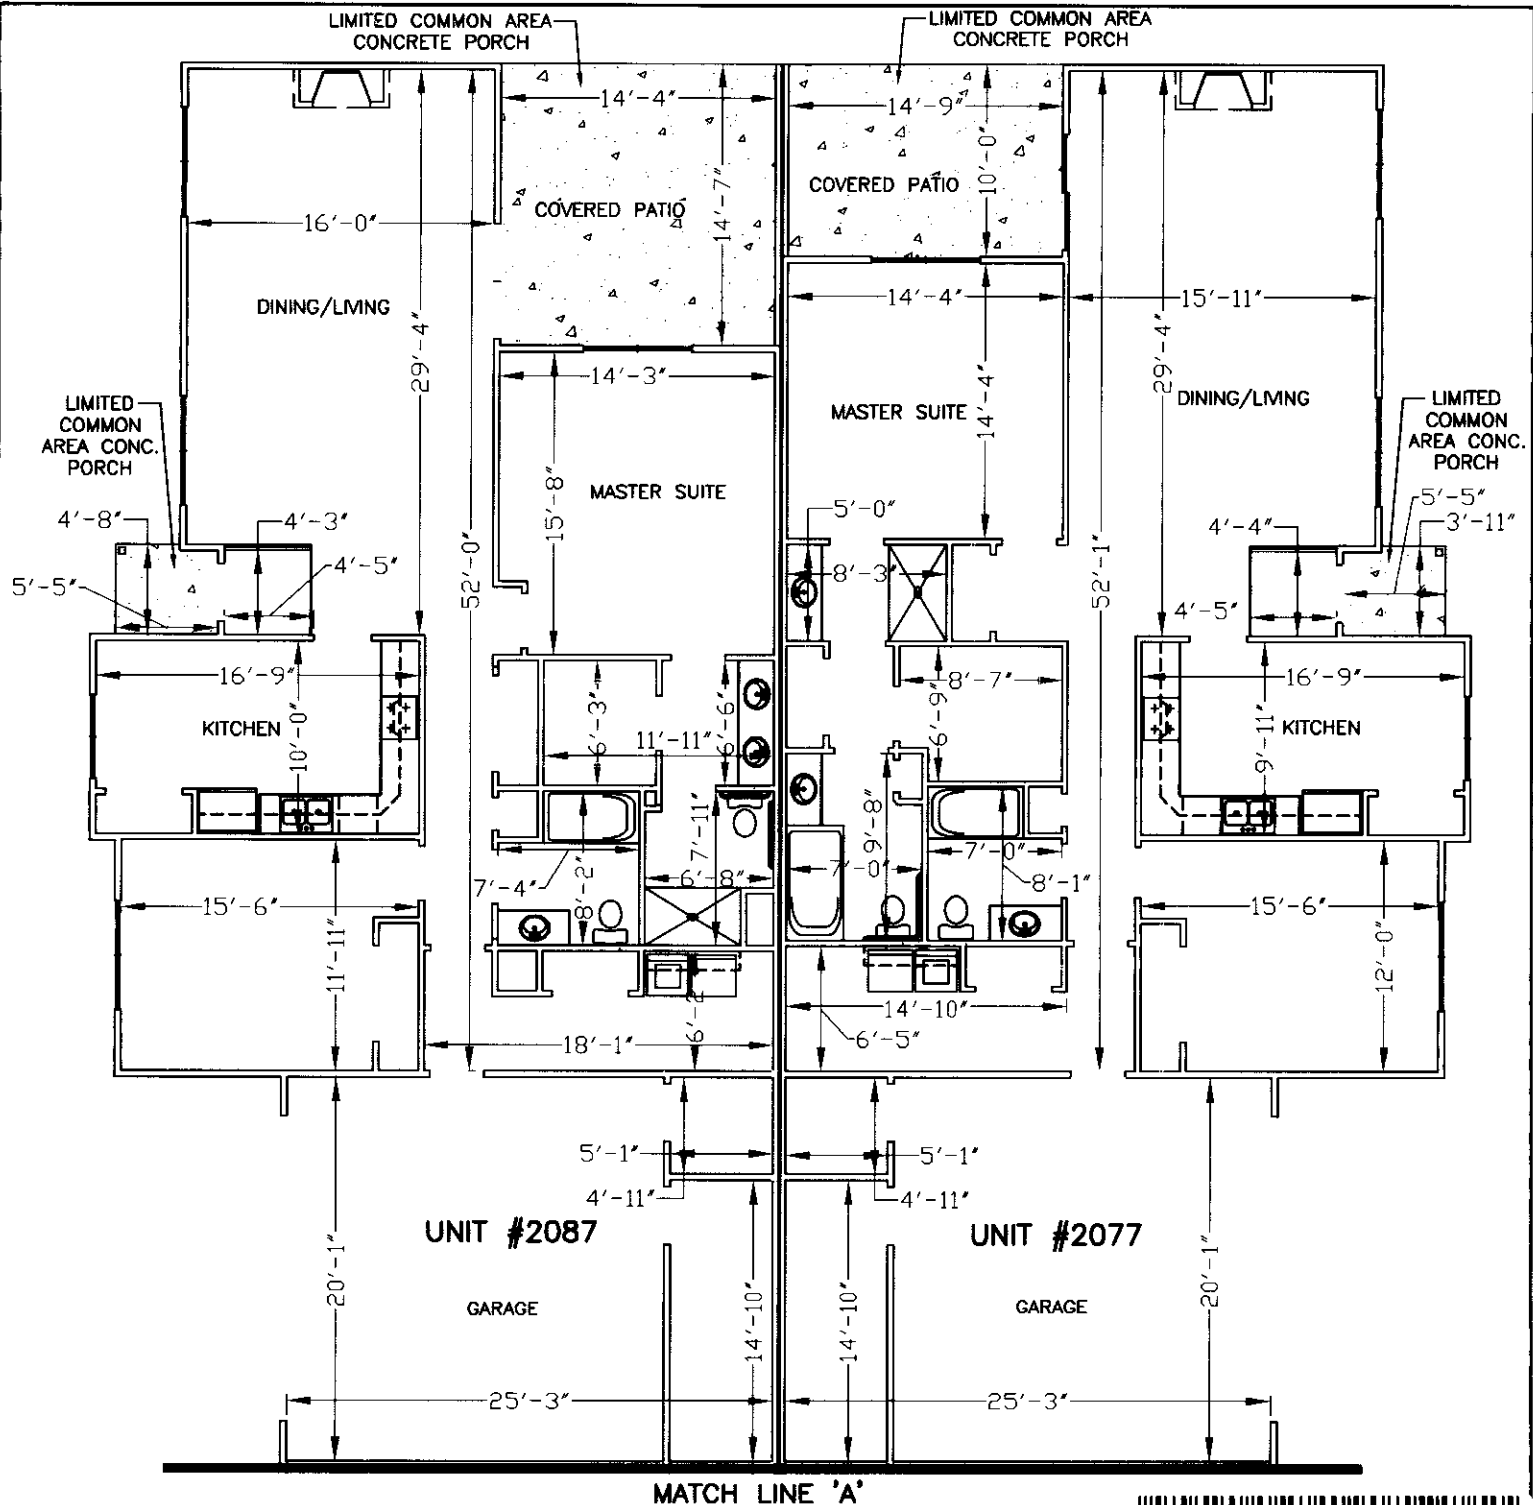 LIMITED COMMON AREA
CONCRETE PORCH
LIMITED COMMON AREA
CONCRETE PORCH
14'-4"
14'-9"
10'-0"
14'-7"
COVERED PATIO
COVERED PATIO
16'-0"
DINING/LIVING
29'-4"
52'-0"
14'-3"
14'-4"
15'-11"
29'-4"
DINING/LIVING
MASTER SUITE
14'-4"
LIMITED
COMMON
AREA CONC.
PORCH
LIMITED
COMMON
AREA CONC.
PORCH
MASTER SUITE
15'-8"
5'-0"
8'-3"
52'-1"
4'-8"
4'-3"
4'-5"
5'-5"
5'-5"
3'-11"
4'-4"
4'-5"
16'-9"
KITCHEN
10'-0"
6'-3"
11'-11"
6'-6"
6'-9"
8'-7"
16'-9"
KITCHEN
9'-11"
7'-11"
6'-8"
7'-4"
8'-2"
9'-8"
7'-0"
7'-0"
8'-1"
15'-6"
11'-11"
15'-6"
12'-0"
18'-1"
6'-2
14'-10"
6'-5"
5'-1"
4'-11"
5'-1"
4'-11"
UNIT #2087
UNIT #2077
20'-1"
GARAGE
14'-10"
14'-10"
GARAGE
20'-1"
25'-3"
25'-3"
MATCH LINE 'A'